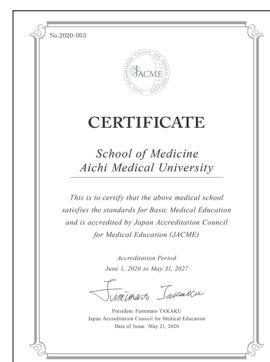 No.2020-003
JACME
CERTIFICATE
School of Medicine
Aichi Medical University
This is to certify that the above medical school
satisfies the standards for Basic Medical Education
and is accredited by Japan Accreditation Council
for Medical Education (JACME)
Accreditation Period
June 1, 2020 to May 31, 2027
Fumimaro Takaku
President Fumimaro TAKAKU
Japan Accreditation Council for Medical Education
Date of Issue : May 21, 2020